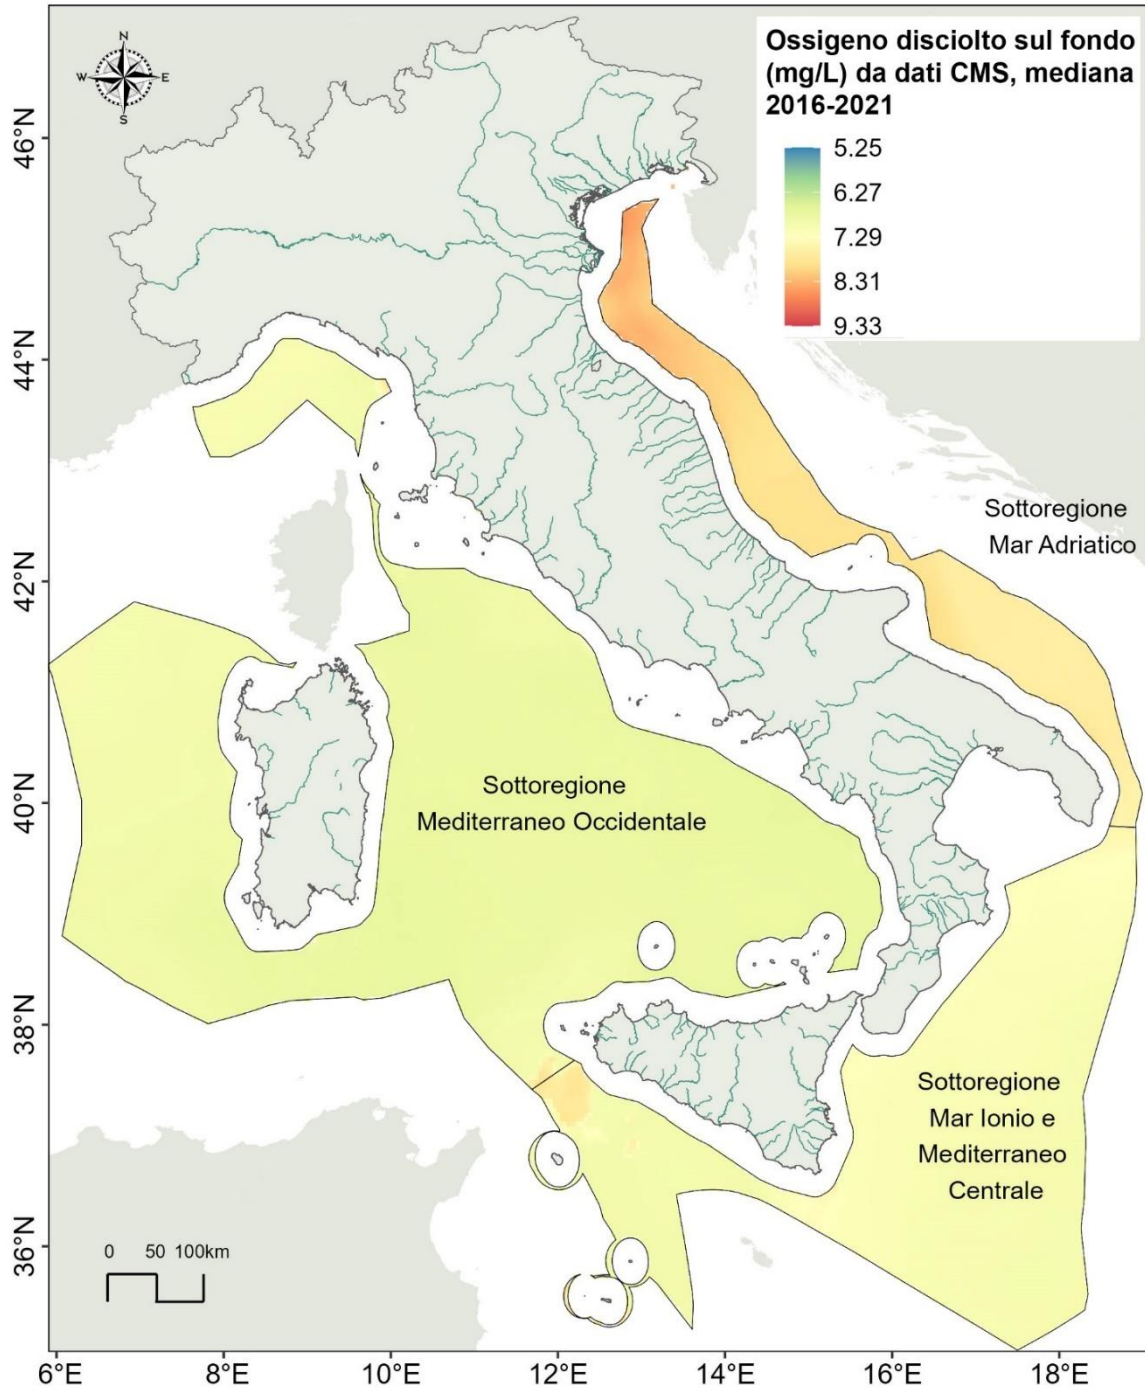 Ossigeno disciolto sul fondo
(mg/L) da dati CMS, mediana
2016-2021
5.25
6.27
7.29
8.31
9.33
N
W
E
S
46°N
44°N
42°N
40°N
38°N
36°N
Sottoregione
Mar Adriatico
Sottoregione
Mediterraneo Occidentale
Sottoregione
Mar Ionio e
Mediterraneo
Centrale
0 50 100km
6°E 8°E 10°E 12°E 14°E 16°E 18°E